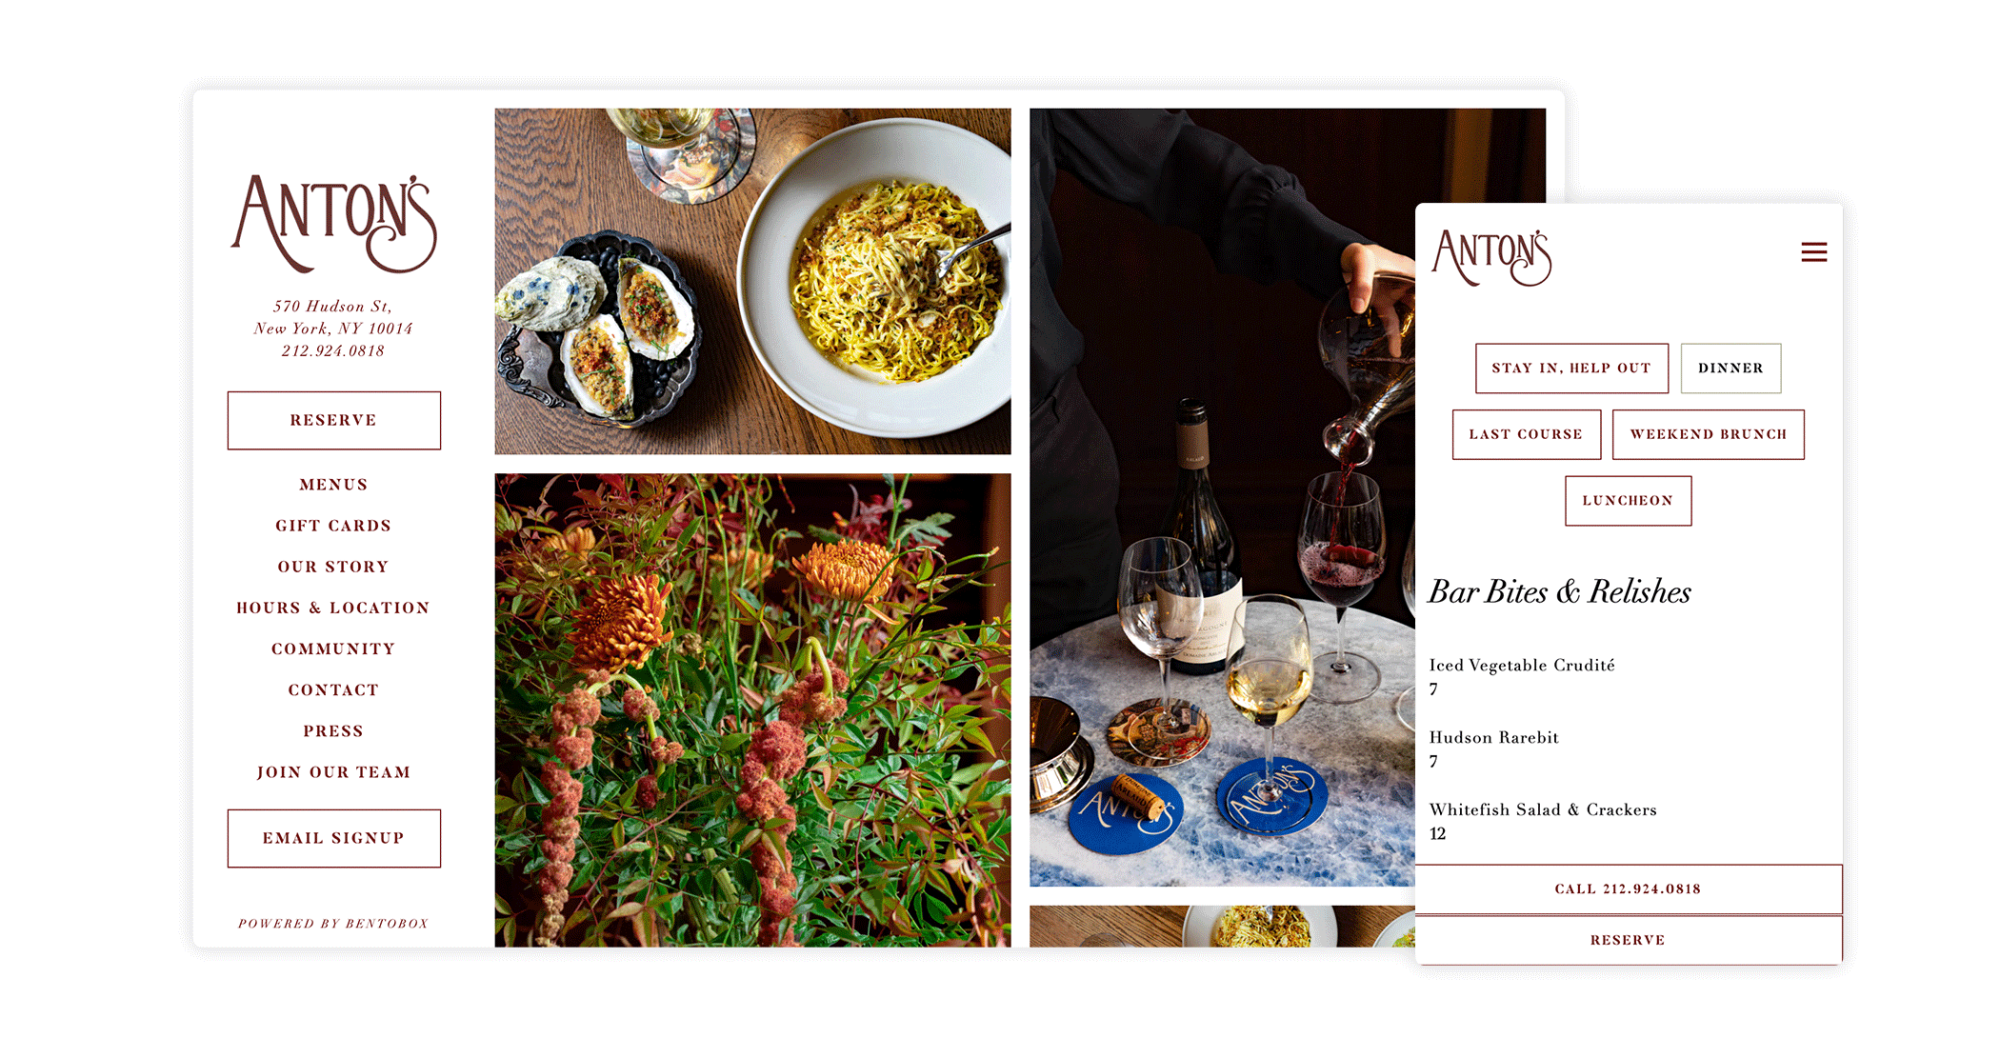 ANTON'S
570 Hudson St,
New York, NY 10014
212.924.0818
RESERVE
MENUS
GIFT CARDS
OUR STORY
HOURS & LOCATION
COMMUNITY
CONTACT
PRESS
JOIN OUR TEAM
EMAIL SIGNUP
POWERED BY BENTOBOX
ANTON'S
ANTON'S
ANTON'S
STAY IN, HELP OUT
DINNER
LAST COURSE
WEEKEND BRUNCH
LUNCHEON
Bar Bites & Relishes
Iced Vegetable Crudité
7
Hudson Rarebit
7
Whitefish Salad & Crackers
12
CALL 212.924.0818
RESERVE